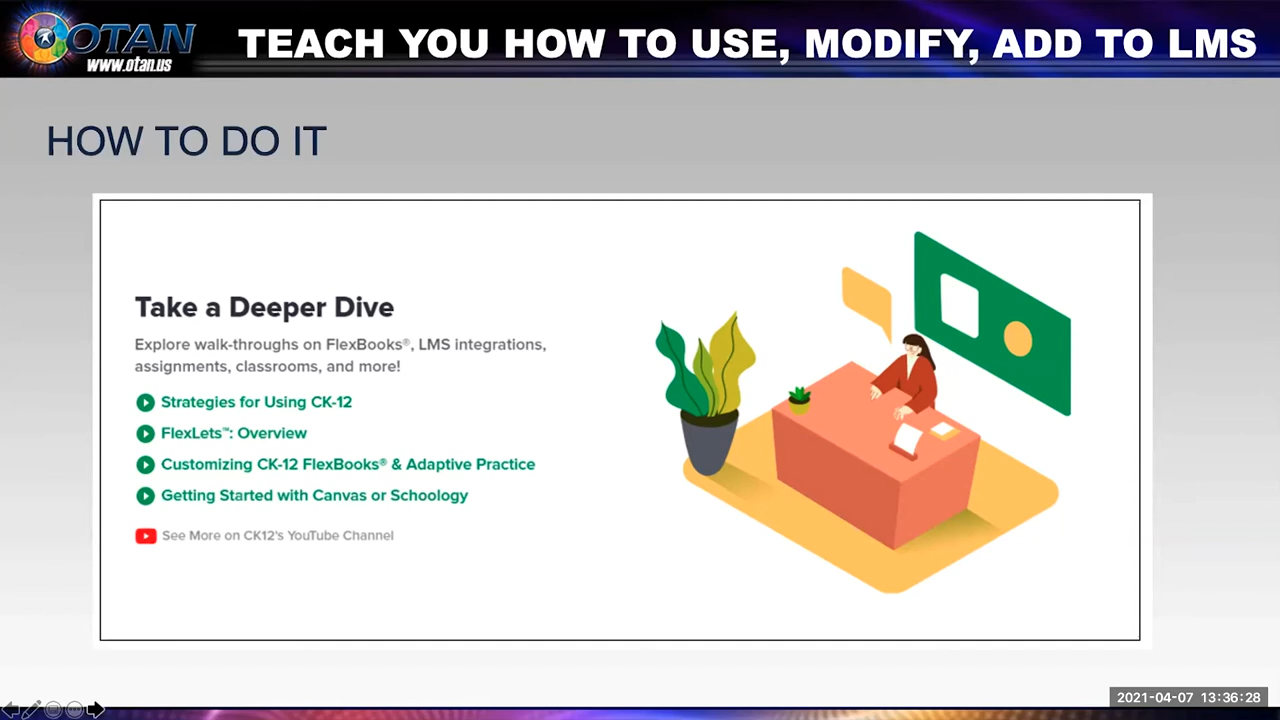 OTAN
www.otan.us
TEACH YOU HOW TO USE, MODIFY, ADD TO LMS
HOW TO DO IT
Take a Deeper Dive
Explore walk-throughs on FlexBooks®, LMS integrations,
assignments, classrooms, and more!
Strategies for Using CK-12
FlexLets™: Overview
Customizing CK-12 FlexBooks® & Adaptive Practice
Getting Started with Canvas or Schoology
See More on CK12's YouTube Channel
2021-04-07 13:36:28